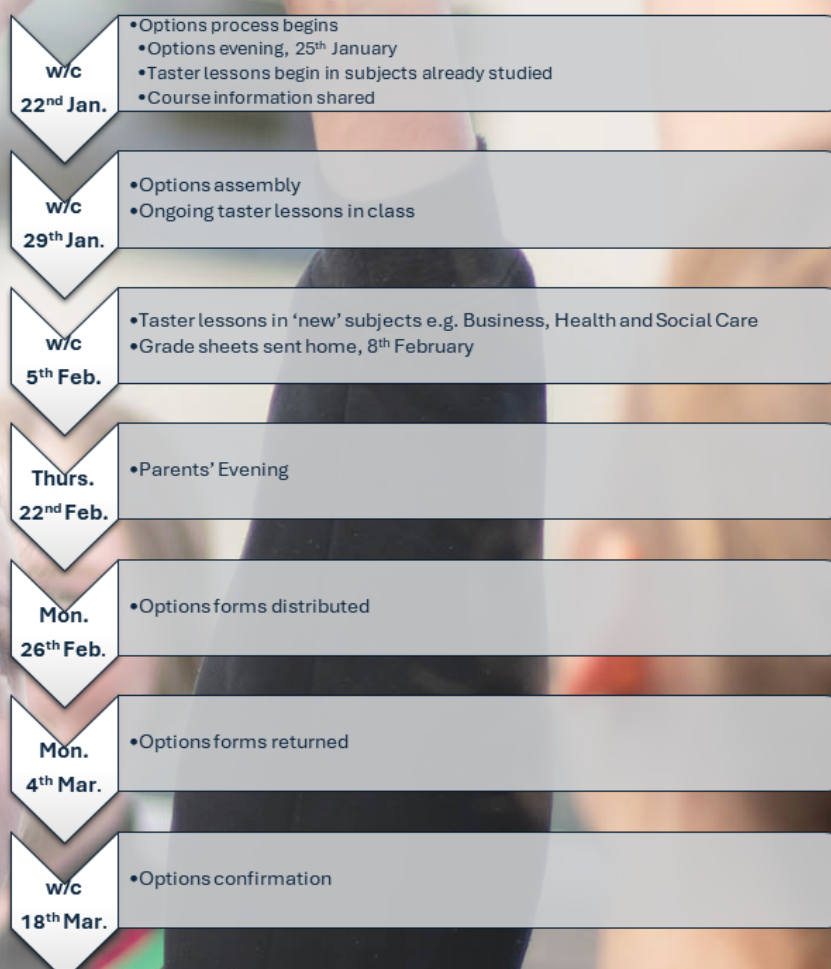 w/c
22nd Jan.
•Options process begins
•Options evening, 25th January
•Taster lessons begin in subjects already studied
•Course information shared
w/c
29th Jan.
•Options assembly
•Ongoing taster lessons in class
w/c
5th Feb.
•Taster lessons in ‘new’ subjects e.g. Business, Health and Social Care
•Grade sheets sent home, 8th February
Thurs.
22nd Feb.
•Parents’ Evening
Mon.
26th Feb.
•Options forms distributed
Mon.
4th Mar.
•Options forms returned
w/c
18th Mar.
•Options confirmation